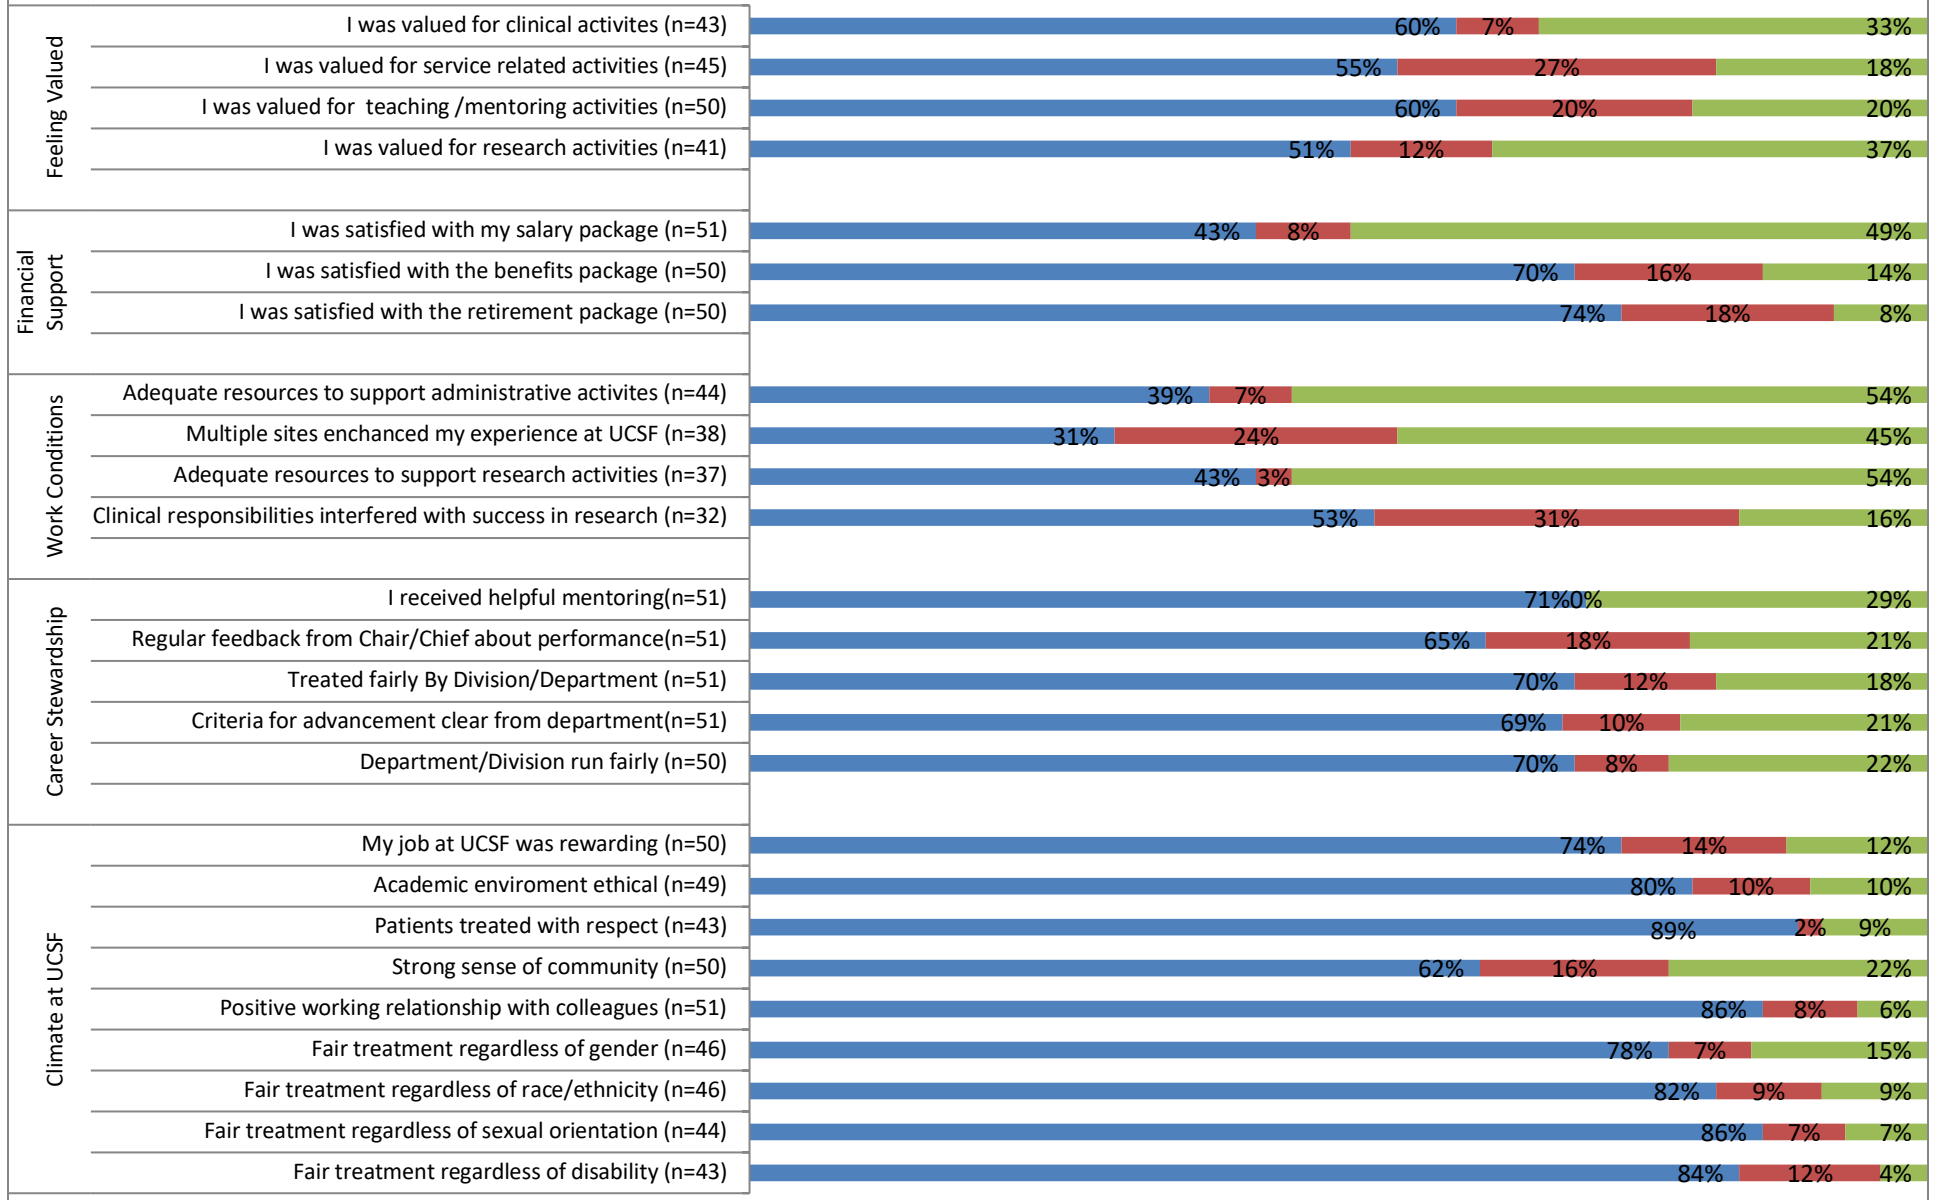 Feeling Valued
I was valued for clinical activites (n=43) 60% 7% 33%
I was valued for service related activities (n=45) 55% 27% 18%
I was valued for teaching /mentoring activities (n=50) 60% 20% 20%
I was valued for research activities (n=41) 51% 12% 37%
Financial
Support
I was satisfied with my salary package (n=51) 43% 8% 49%
I was satisfied with the benefits package (n=50) 70% 16% 14%
I was satisfied with the retirement package (n=50) 74% 18% 8%
Work Conditions
Adequate resources to support administrative activites (n=44) 39% 7% 54%
Multiple sites enchanced my experience at UCSF (n=38) 31% 24% 45%
Adequate resources to support research activities (n=37) 43% 3% 54%
Clinical responsibilities interfered with success in research (n=32) 53% 31% 16%
Career Stewardship
I received helpful mentoring(n=51) 71% 0% 29%
Regular feedback from Chair/Chief about performance(n=51) 65% 18% 21%
Treated fairly By Division/Department (n=51) 70% 12% 18%
Criteria for advancement clear from department(n=51) 69% 10% 21%
Department/Division run fairly (n=50) 70% 8% 22%
Climate at UCSF
My job at UCSF was rewarding (n=50) 74% 14% 12%
Academic enviroment ethical (n=49) 80% 10% 10%
Patients treated with respect (n=43) 89% 2% 9%
Strong sense of community (n=50) 62% 16% 22%
Positive working relationship with colleagues (n=51) 86% 8% 6%
Fair treatment regardless of gender (n=46) 78% 7% 15%
Fair treatment regardless of race/ethnicity (n=46) 82% 9% 9%
Fair treatment regardless of sexual orientation (n=44) 86% 7% 7%
Fair treatment regardless of disability (n=43) 84% 12% 4%